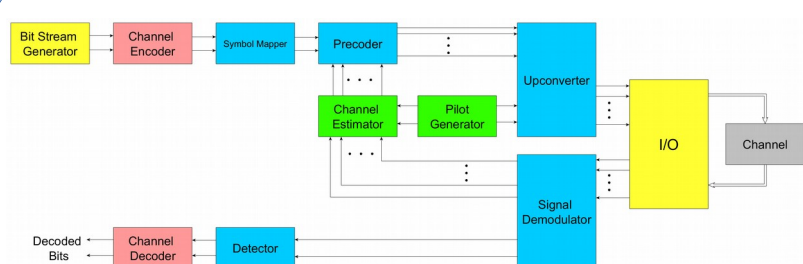 Bit Stream
Generator
Channel
Encoder
Symbol Mapper
Precoder
Upconverter
Channel
Estimator
Pilot
Generator
I/O
Channel
Signal
Demodulator
Decoded
Bits
Channel
Decoder
Detector